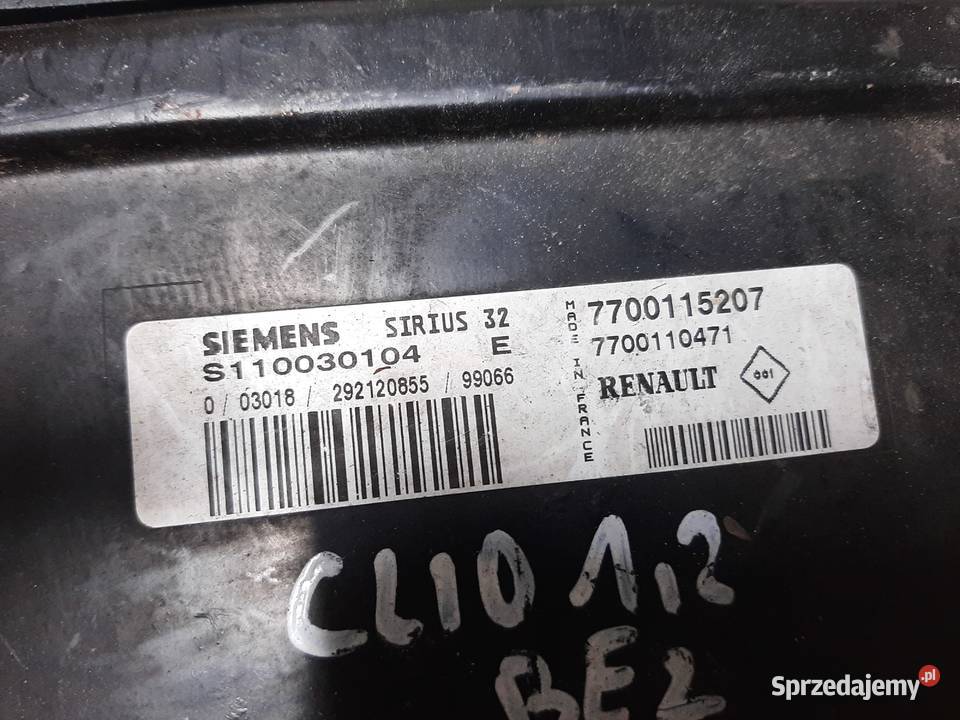 SIEMENS SIRIUS 32
S110030104 E
0 / 03018 / 292120855 / 99066
MADE IN FRANCE
7700115207
7700110471
RENAULT 001
CLIO 1,2
BEZ
Sprzedajemy.pl